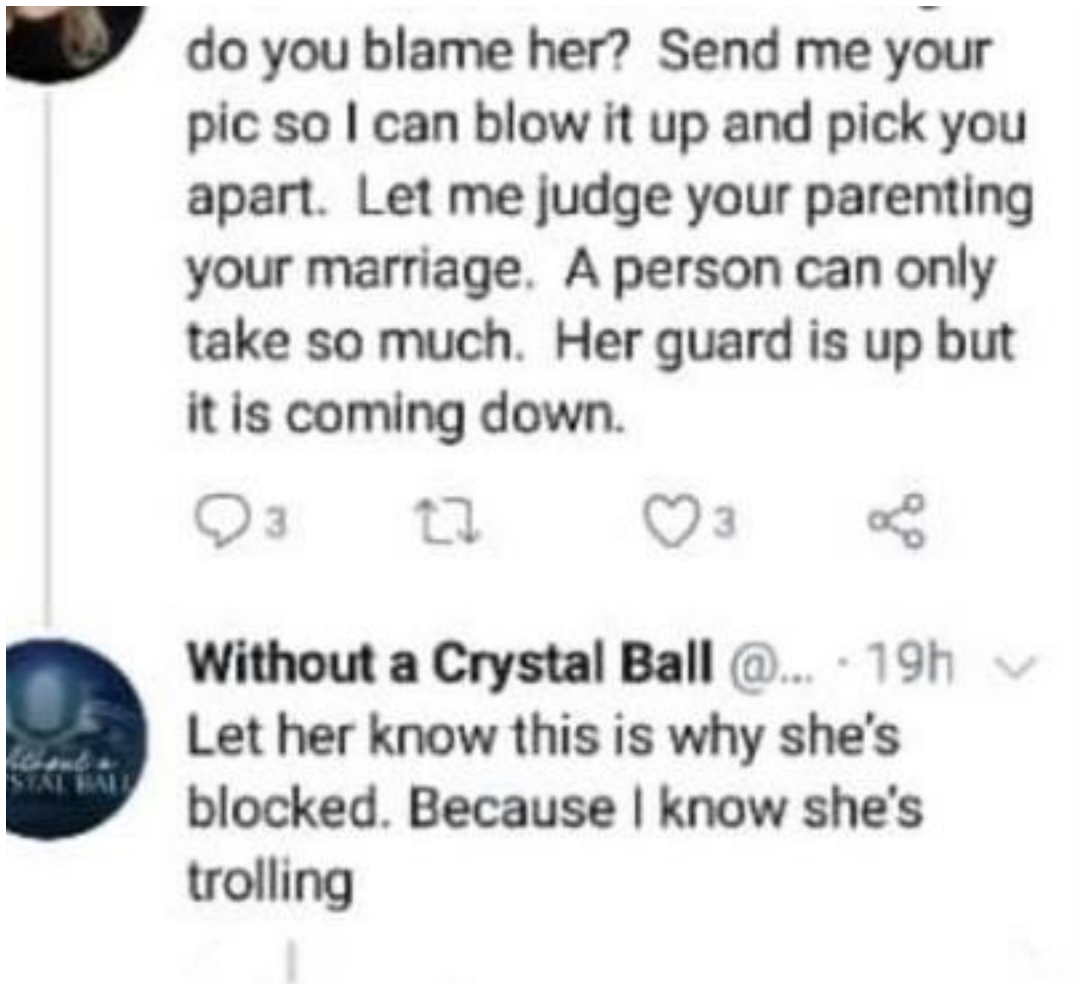 do you blame her? Send me your
pic so I can blow it up and pick you
apart. Let me judge your parenting
your marriage. A person can only
take so much. Her guard is up but
it is coming down.
3 3
Without a Crystal Ball @... · 19h
Let her know this is why she's
blocked. Because I know she's
trolling